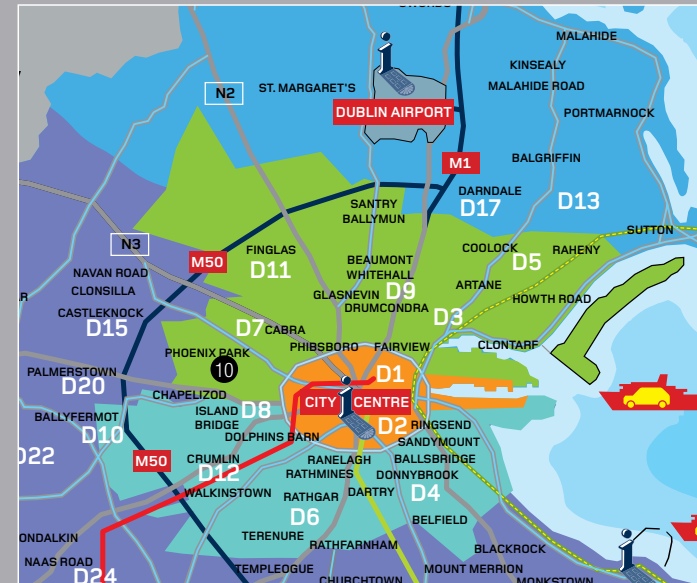 MALAHIDE
KINSEALY
ST. MARGARET'S
MALAHIDE ROAD
N2
DUBLIN AIRPORT
PORTMARNOCK
M1
BALGRIFFIN
DARNDALE
D17
D13
SANTRY
BALLYMUN
SUTTON
N3
FINGLAS
D11
COOLOCK
D5
RAHENY
M50
BEAUMONT
WHITEHALL
NAVAN ROAD
CLONSILLA
GLASNEVIN
D9
ARTANE
HOWTH ROAD
DRUMCONDRA
CASTLEKNOCK
D15
D7
CABRA
D3
PHIBSBORO
FAIRVIEW
CLONTARF
PHOENIX PARK
10
PALMERSTOWN
D20
D1
CHAPELIZOD
CITY CENTRE
ISLAND
BRIDGE
D8
BALLYFERMOT
D10
D2
RINGSEND
DOLPHINS BARN
SANDYMOUNT
D22
M50
CRUMLIN
D12
RANELAGH
RATHMINES
BALLSBRIDGE
DONNYBROOK
WALKINSTOWN
RATHGAR
DARTRY
D4
D6
BELFIELD
TERENURE
RATHFARNHAM
ONDALKIN
BLACKROCK
NAAS ROAD
D24
TEMPLEOGUE
MOUNT MERRION
CHURCHTOWN
MONKSTOWN